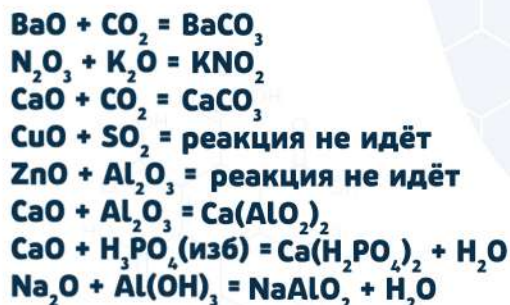 BaO + CO₂ = BaCO₃
N₂O₃ + K₂O = KNO₂
CaO + CO₂ = CaCO₃
CuO + SO₂ = реакция не идёт
ZnO + Al₂O₃ = реакция не идёт
CaO + Al₂O₃ = Ca(AlO₂)₂
CaO + H₃PO₄(изб) = Ca(H₂PO₄)₂ + H₂O
Na₂O + Al(OH)₃ = NaAlO₂ + H₂O